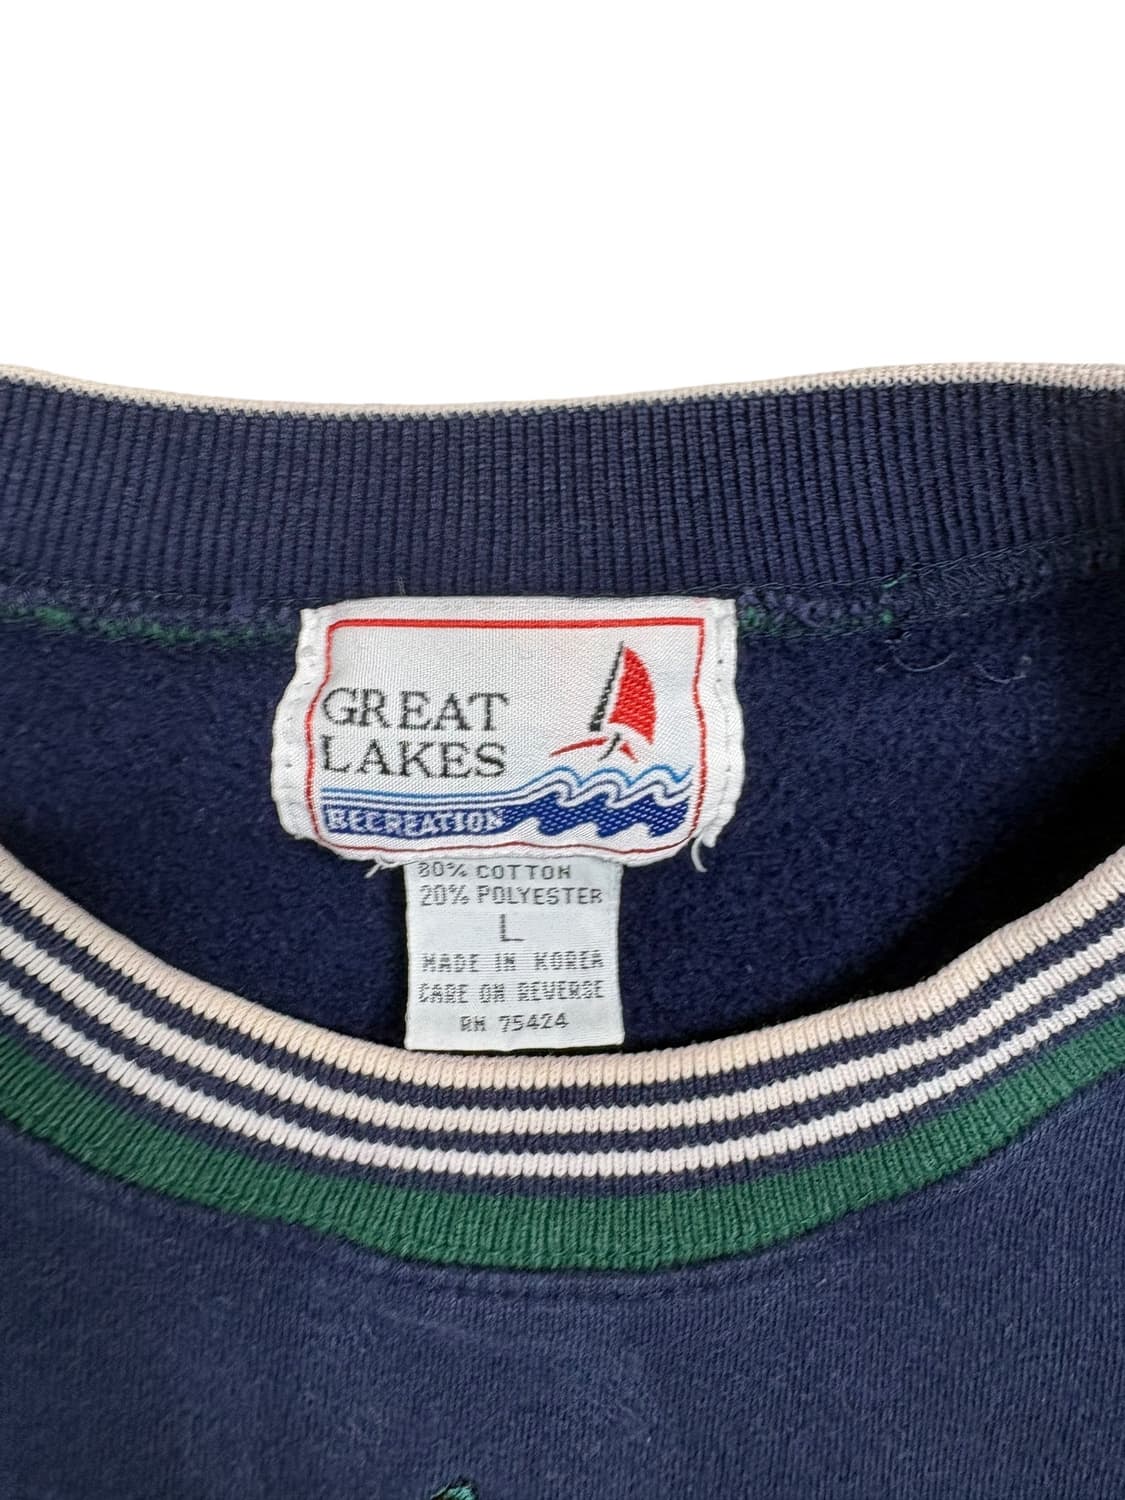 GREAT
LAKES
RECREATION
80% COTTON
20% POLYESTER
L
MADE IN KOREA
CARE ON REVERSE
RN 75424